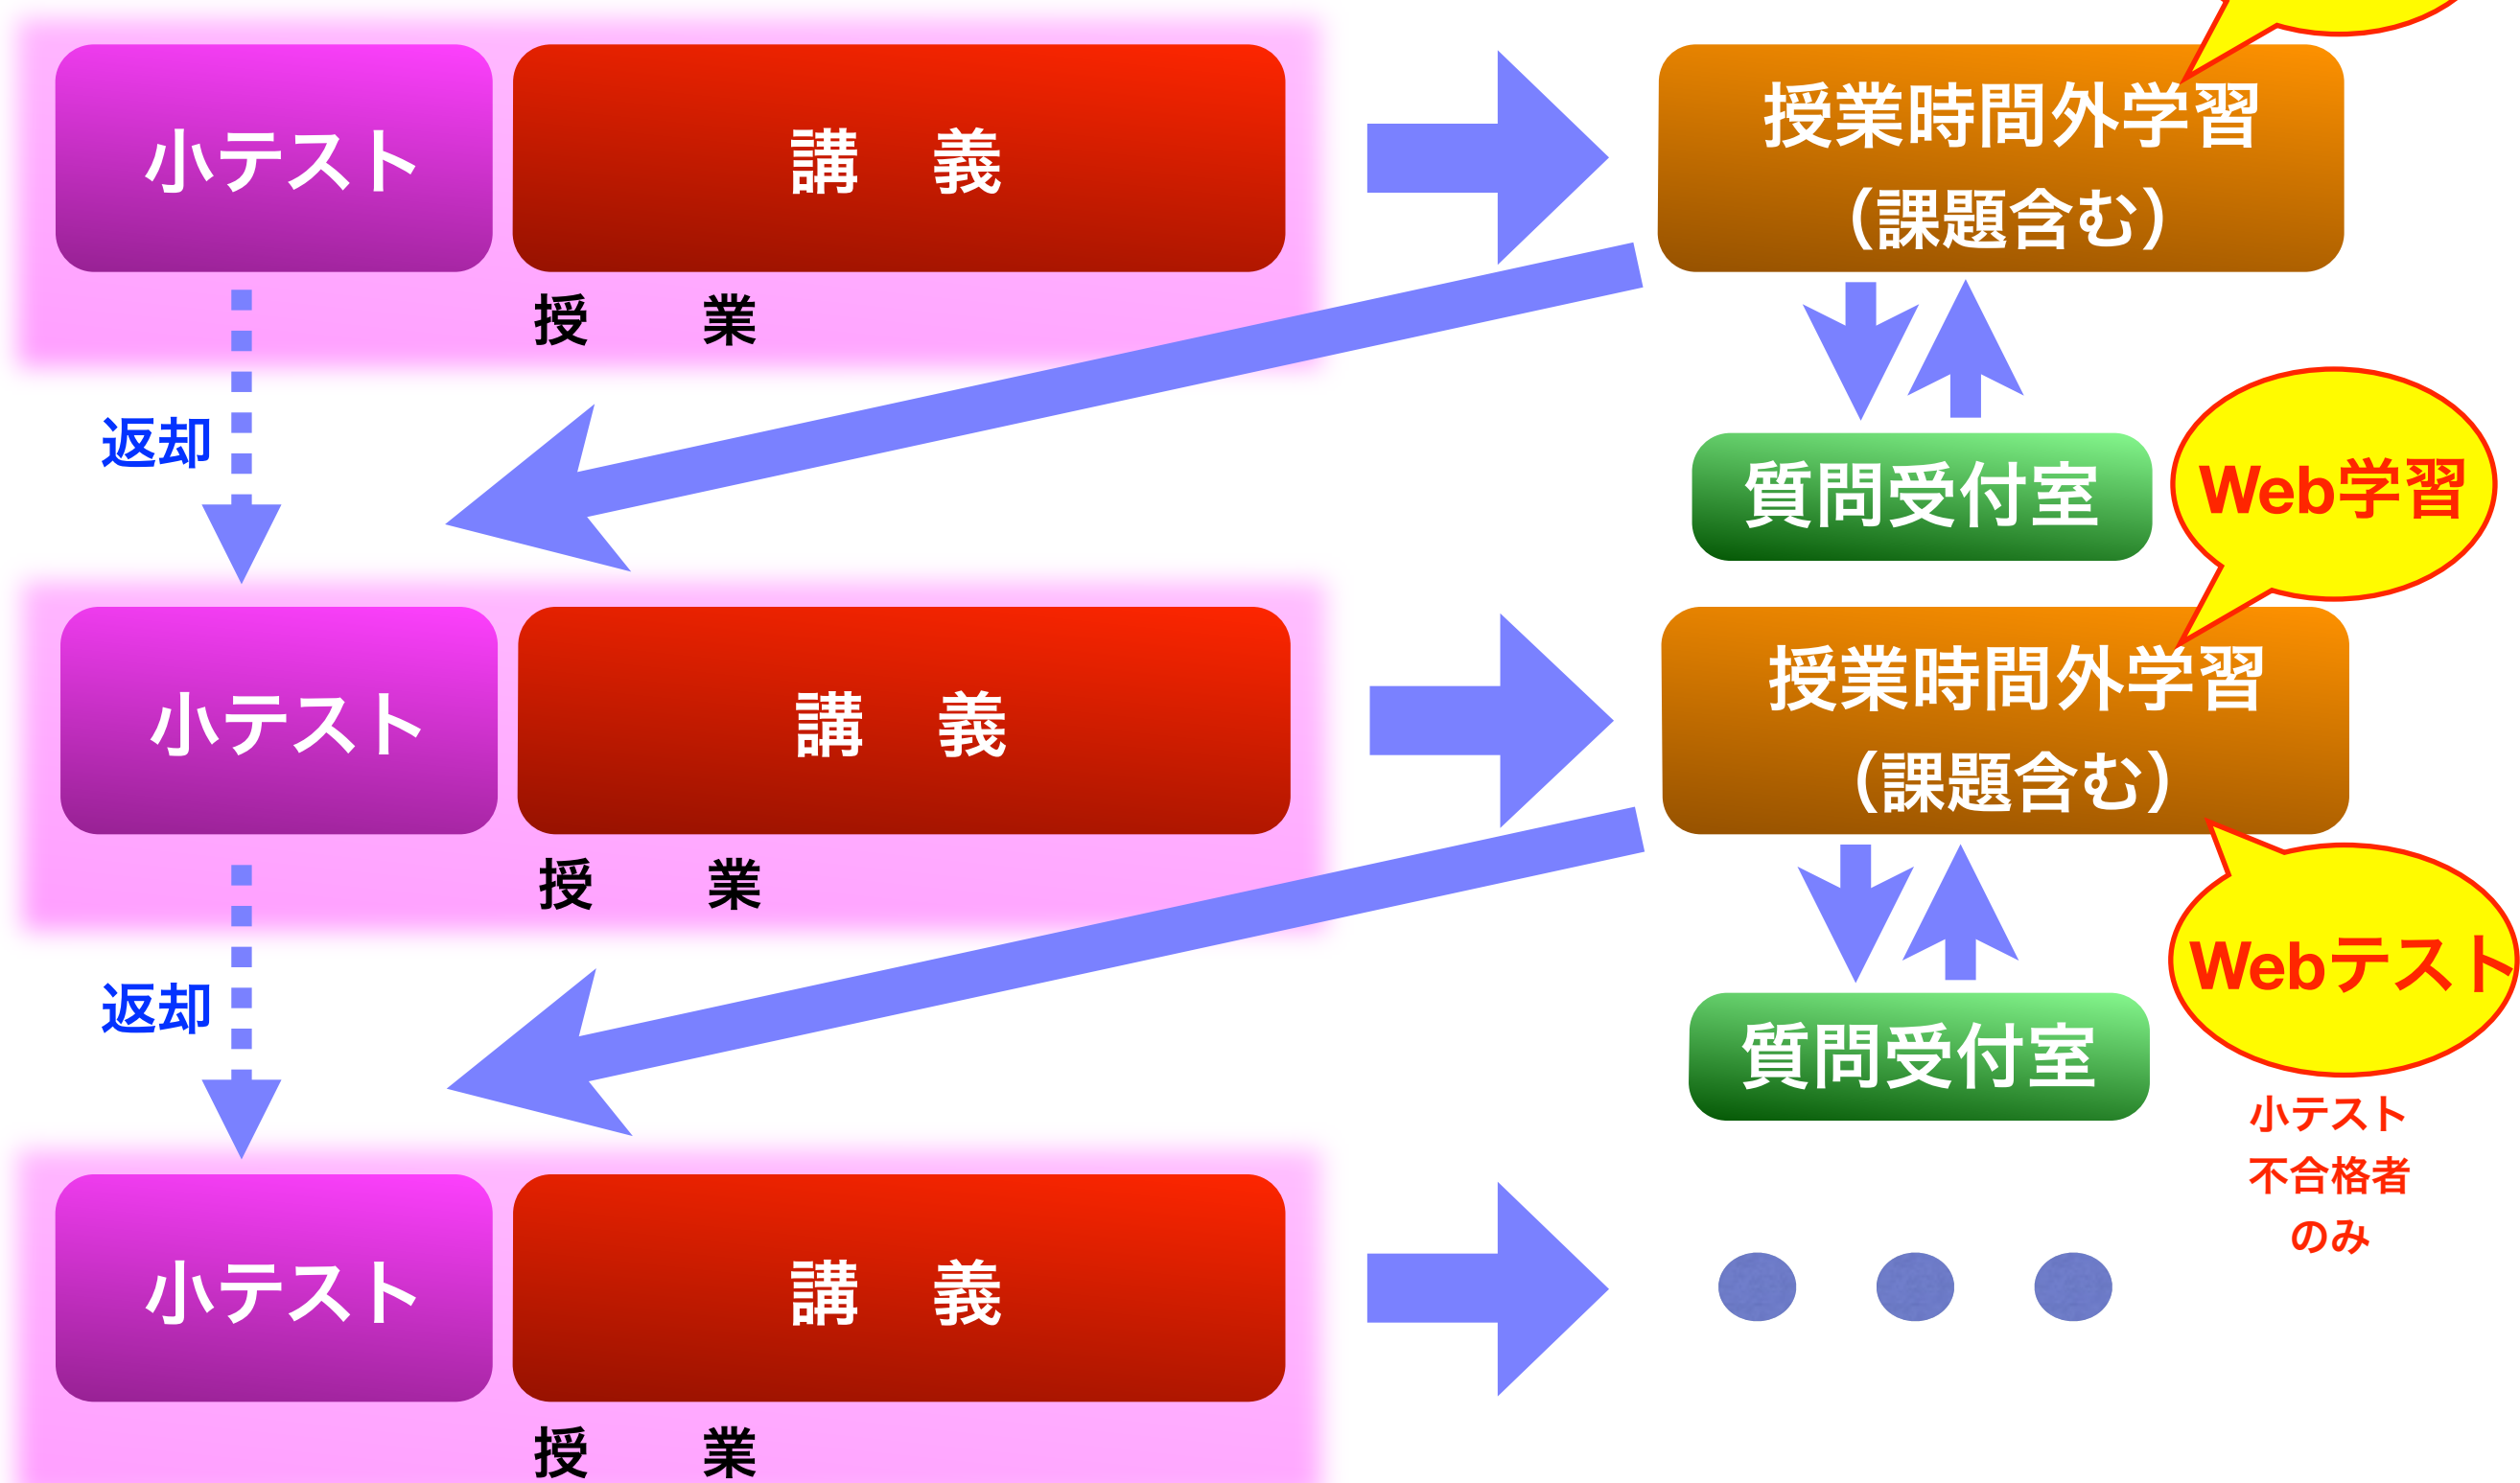 小テスト
講 義
授業時間外学習
（課題含む）
授 業
返却
質問受付室
Web学習
小テスト
講 義
授業時間外学習
（課題含む）
授 業
返却
質問受付室
Webテスト
小テスト
不合格者
のみ
小テスト
講 義
授 業